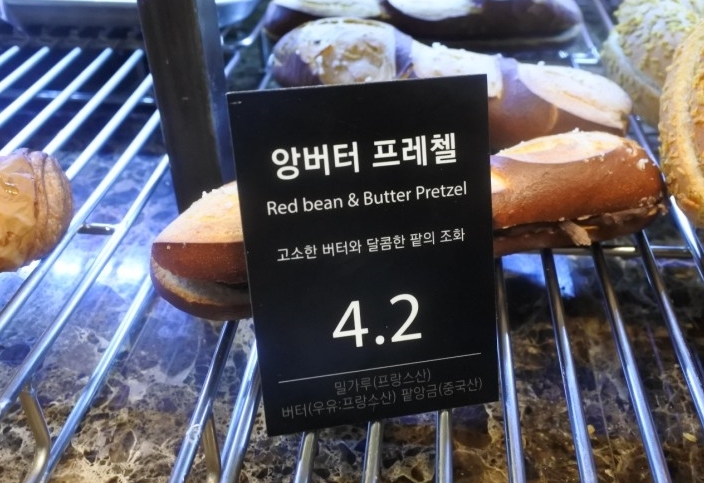 앙버터 프레첼
Red bean & Butter Pretzel
고소한 버터와 달콤한 팥의 조화
4.2
밀가루(프랑스산)
버터(우유:프랑스산) 팥앙금(중국산)